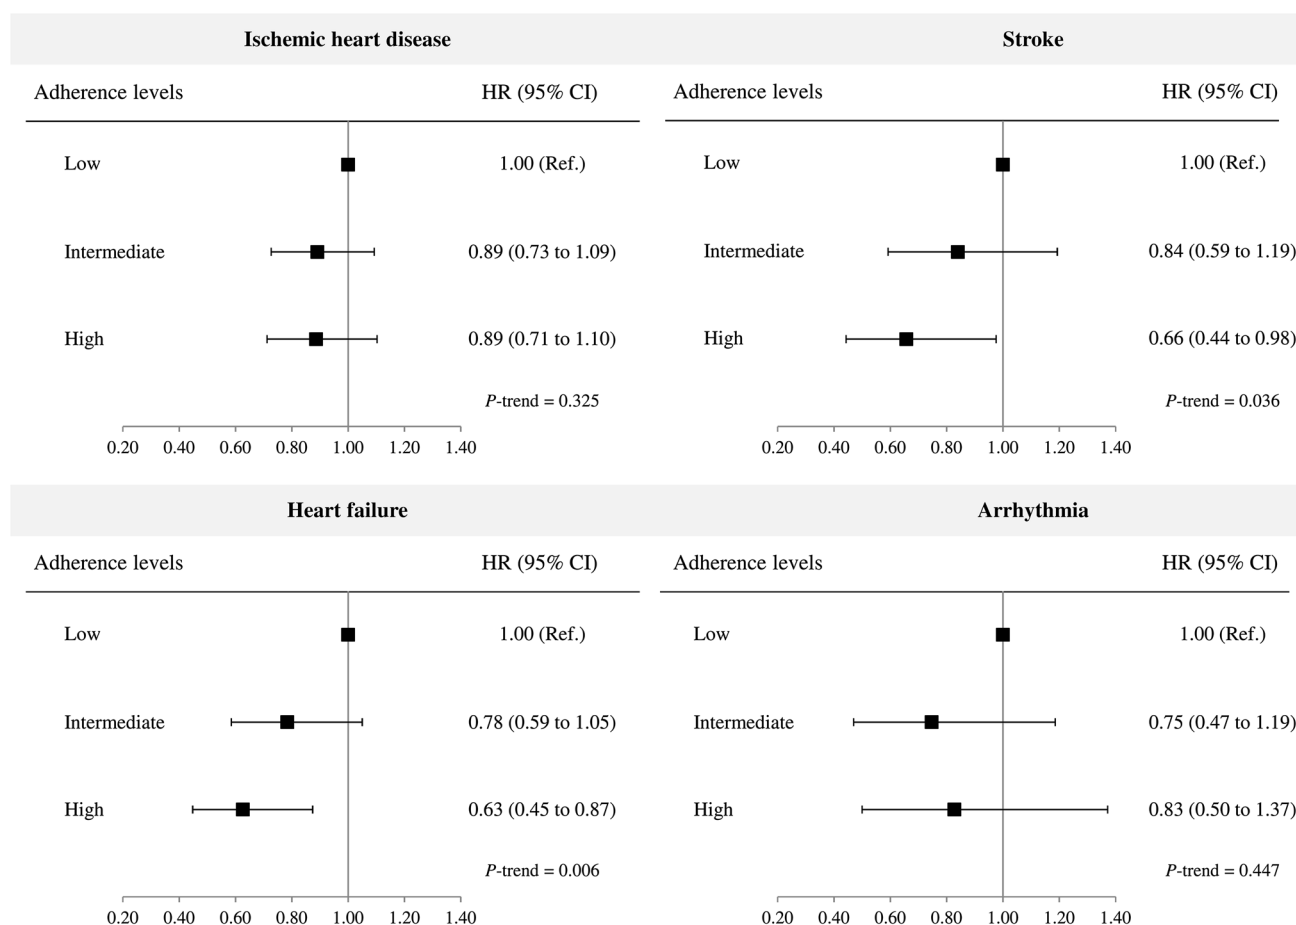 Ischemic heart disease
Adherence levels HR (95% CI)
Low 1.00 (Ref.)
Intermediate 0.89 (0.73 to 1.09)
High 0.89 (0.71 to 1.10)
P-trend = 0.325
0.20 0.40 0.60 0.80 1.00 1.20 1.40
Stroke
Adherence levels HR (95% CI)
Low 1.00 (Ref.)
Intermediate 0.84 (0.59 to 1.19)
High 0.66 (0.44 to 0.98)
P-trend = 0.036
0.20 0.40 0.60 0.80 1.00 1.20 1.40
Heart failure
Adherence levels HR (95% CI)
Low 1.00 (Ref.)
Intermediate 0.78 (0.59 to 1.05)
High 0.63 (0.45 to 0.87)
P-trend = 0.006
0.20 0.40 0.60 0.80 1.00 1.20 1.40
Arrhythmia
Adherence levels HR (95% CI)
Low 1.00 (Ref.)
Intermediate 0.75 (0.47 to 1.19)
High 0.83 (0.50 to 1.37)
P-trend = 0.447
0.20 0.40 0.60 0.80 1.00 1.20 1.40